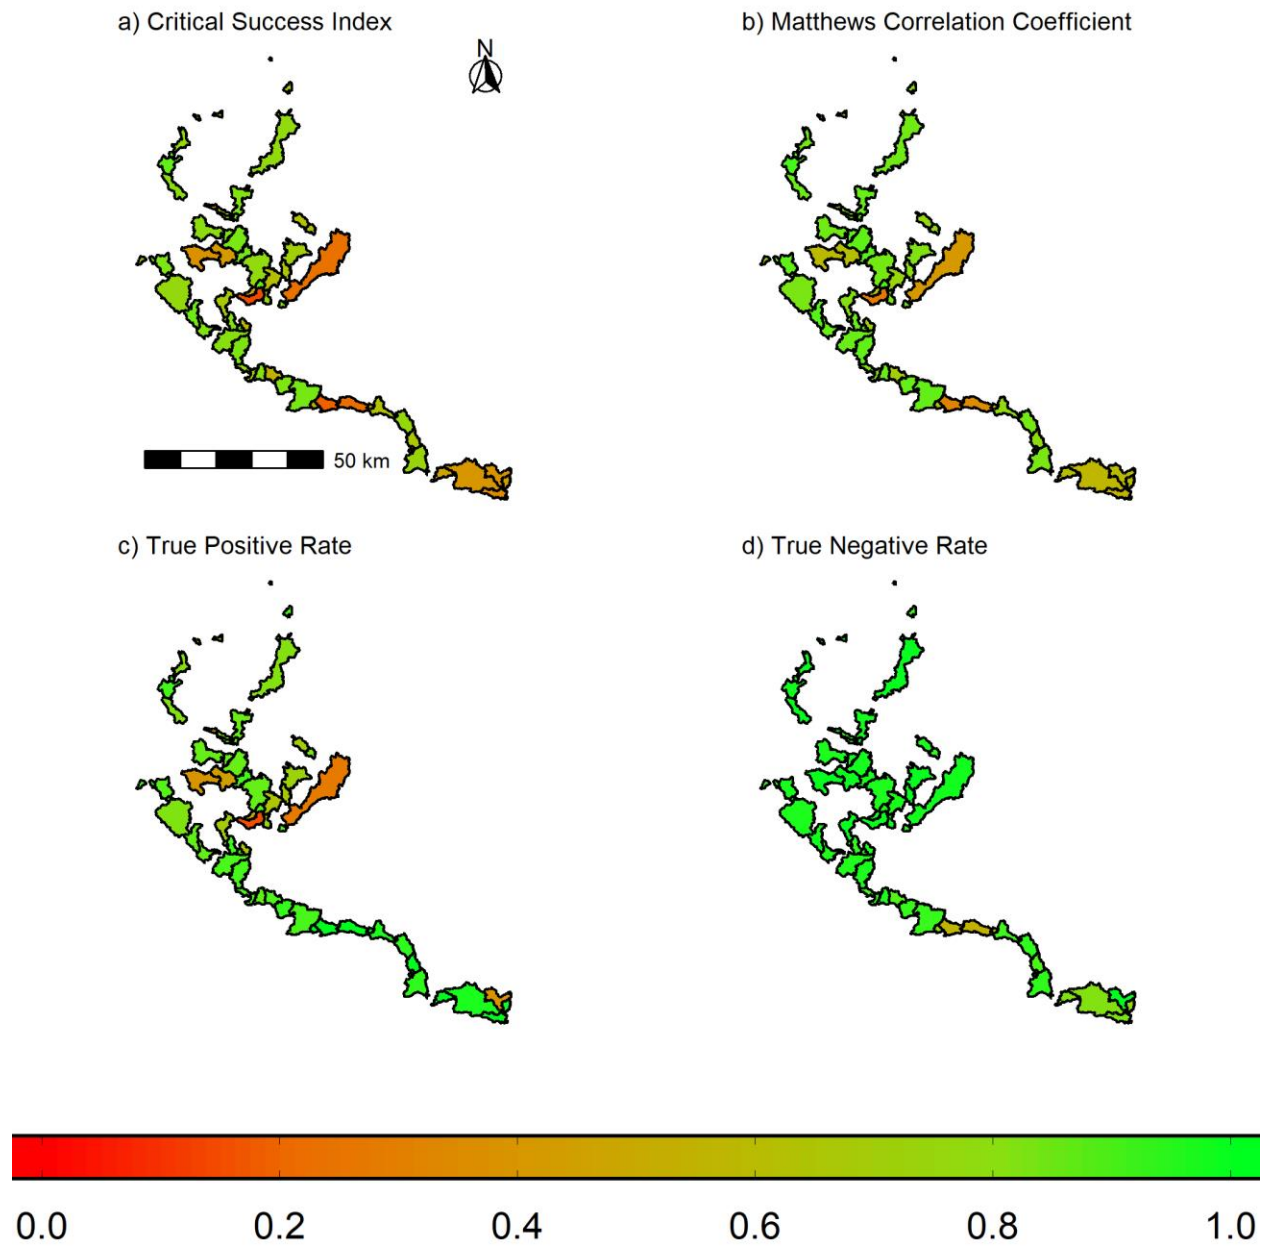 a) Critical Success Index
b) Matthews Correlation Coefficient
N
50 km
c) True Positive Rate
d) True Negative Rate
0.0 0.2 0.4 0.6 0.8 1.0